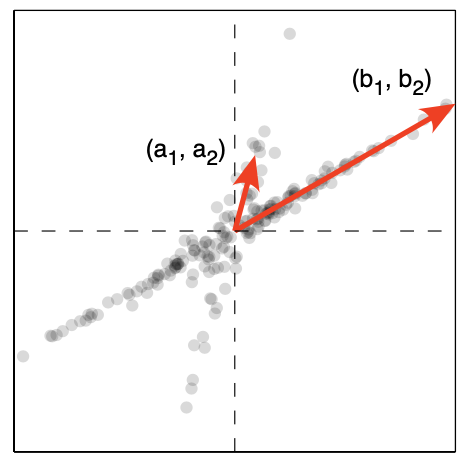 (b₁, b₂)
(a₁, a₂)